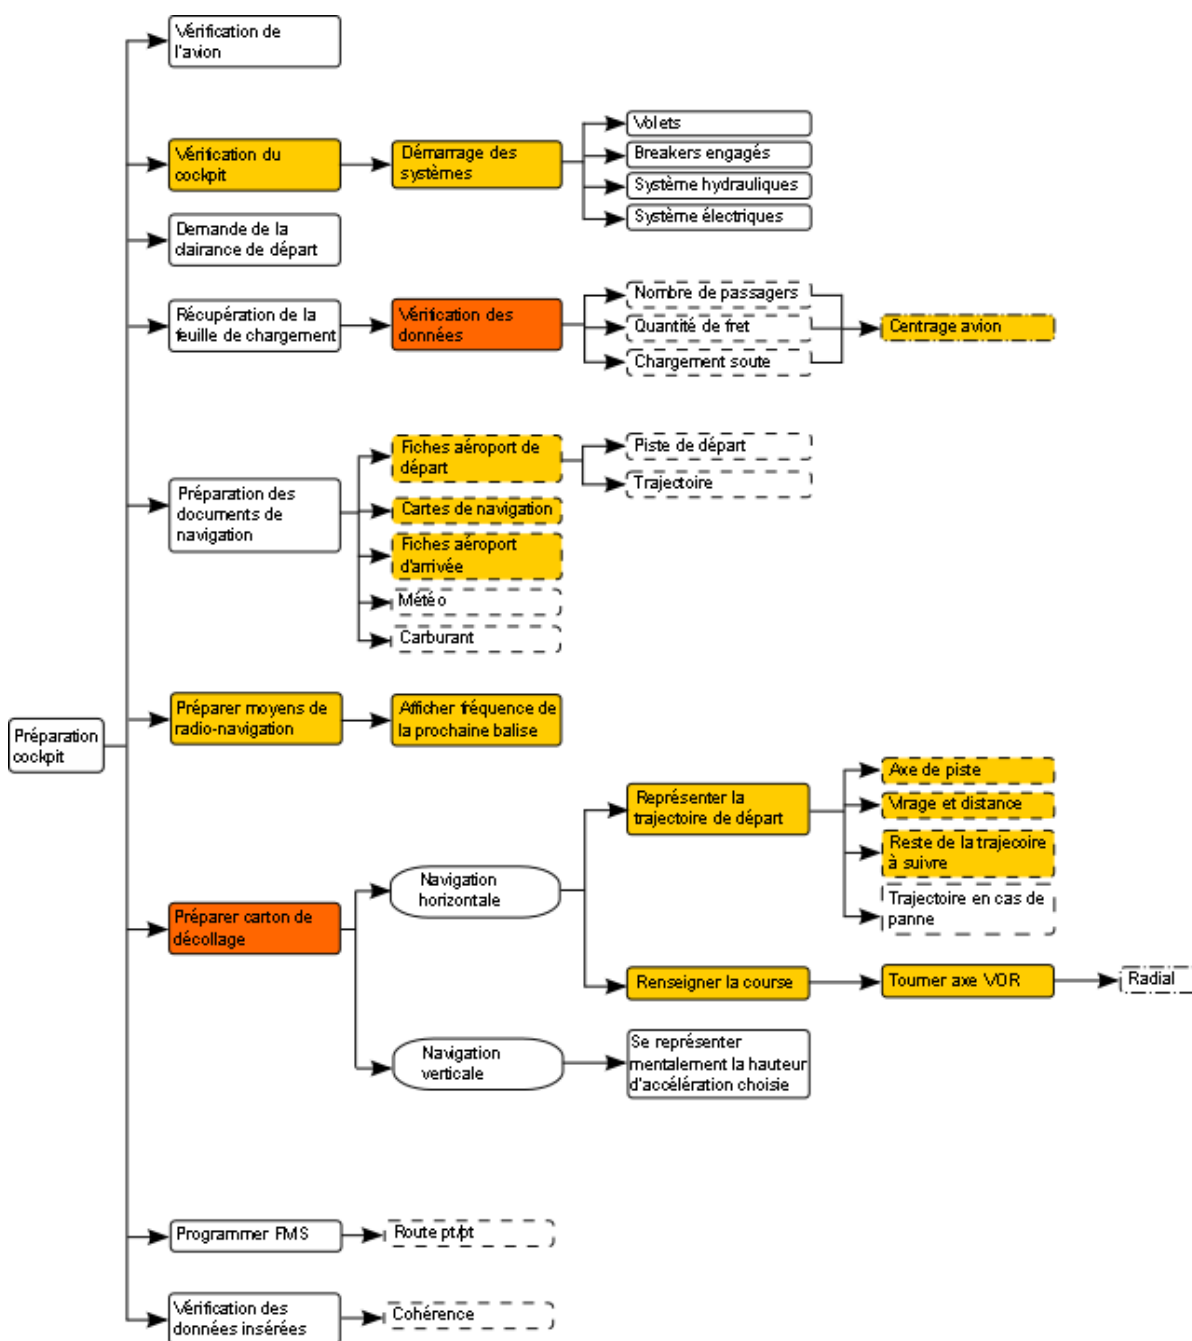 Vérification de
l'avion
Vérification du
cockpit
Démarrage des
systèmes
Volets
Breakers engagés
Système hydrauliques
Système électriques
Demande de la
clairance de départ
Récupération de la
feuille de chargement
Vérification des
données
Nombre de passagers
Quantité de fret
Chargement soute
Centrage avion
Préparation des
documents de
navigation
Fiches aéroport de
départ
Piste de départ
Trajectoire
Cartes de navigation
Fiches aéroport
d'arrivée
Météo
Carburant
Préparation
cockpit
Préparer moyens de
radio-navigation
Afficher fréquence de
la prochaine balise
Préparer carton de
décollage
Navigation
horizontale
Représenter la
trajectoire de départ
Axe de piste
Virage et distance
Reste de la trajecoire
à suivre
Trajectoire en cas de
panne
Renseigner la course
Tourner axe VOR
Radial
Navigation
verticale
Se représenter
mentalement la hauteur
d'accélération choisie
Programmer FMS
Route pt/pt
Vérification des
données insérées
Cohérence